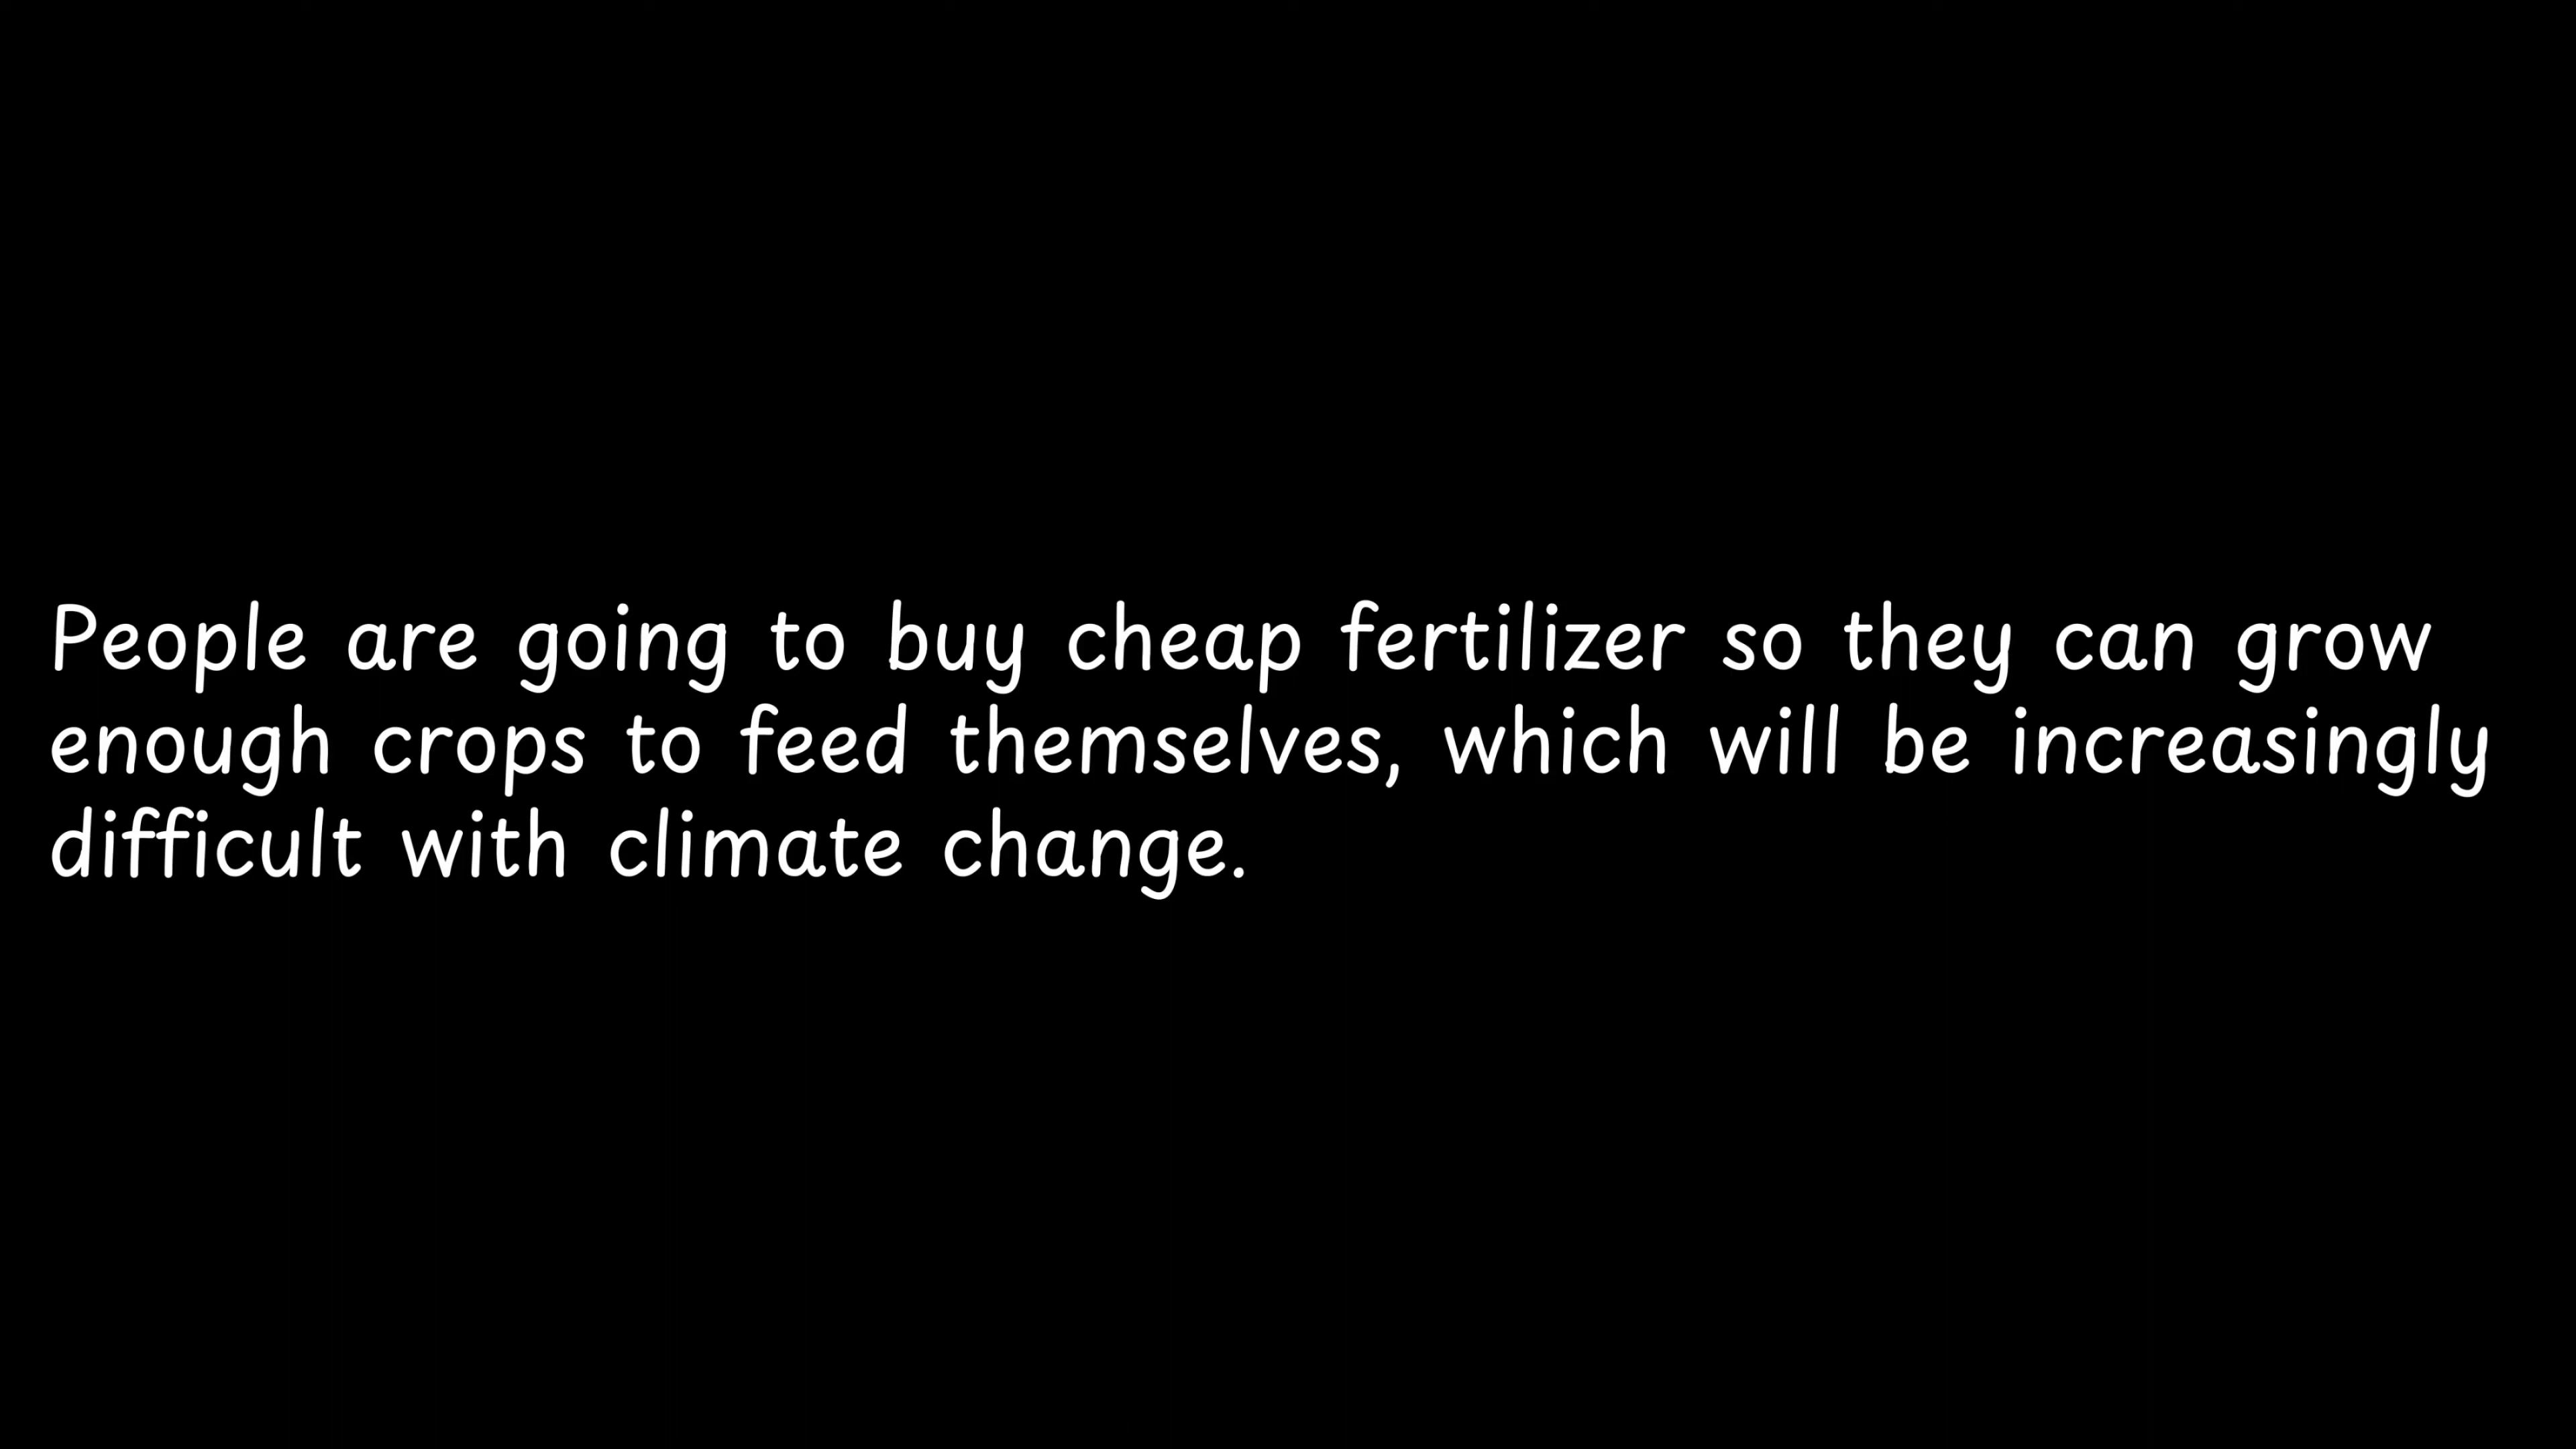 People are going to buy cheap fertilizer so they can grow
enough crops to feed themselves, which will be increasingly
difficult with climate change.